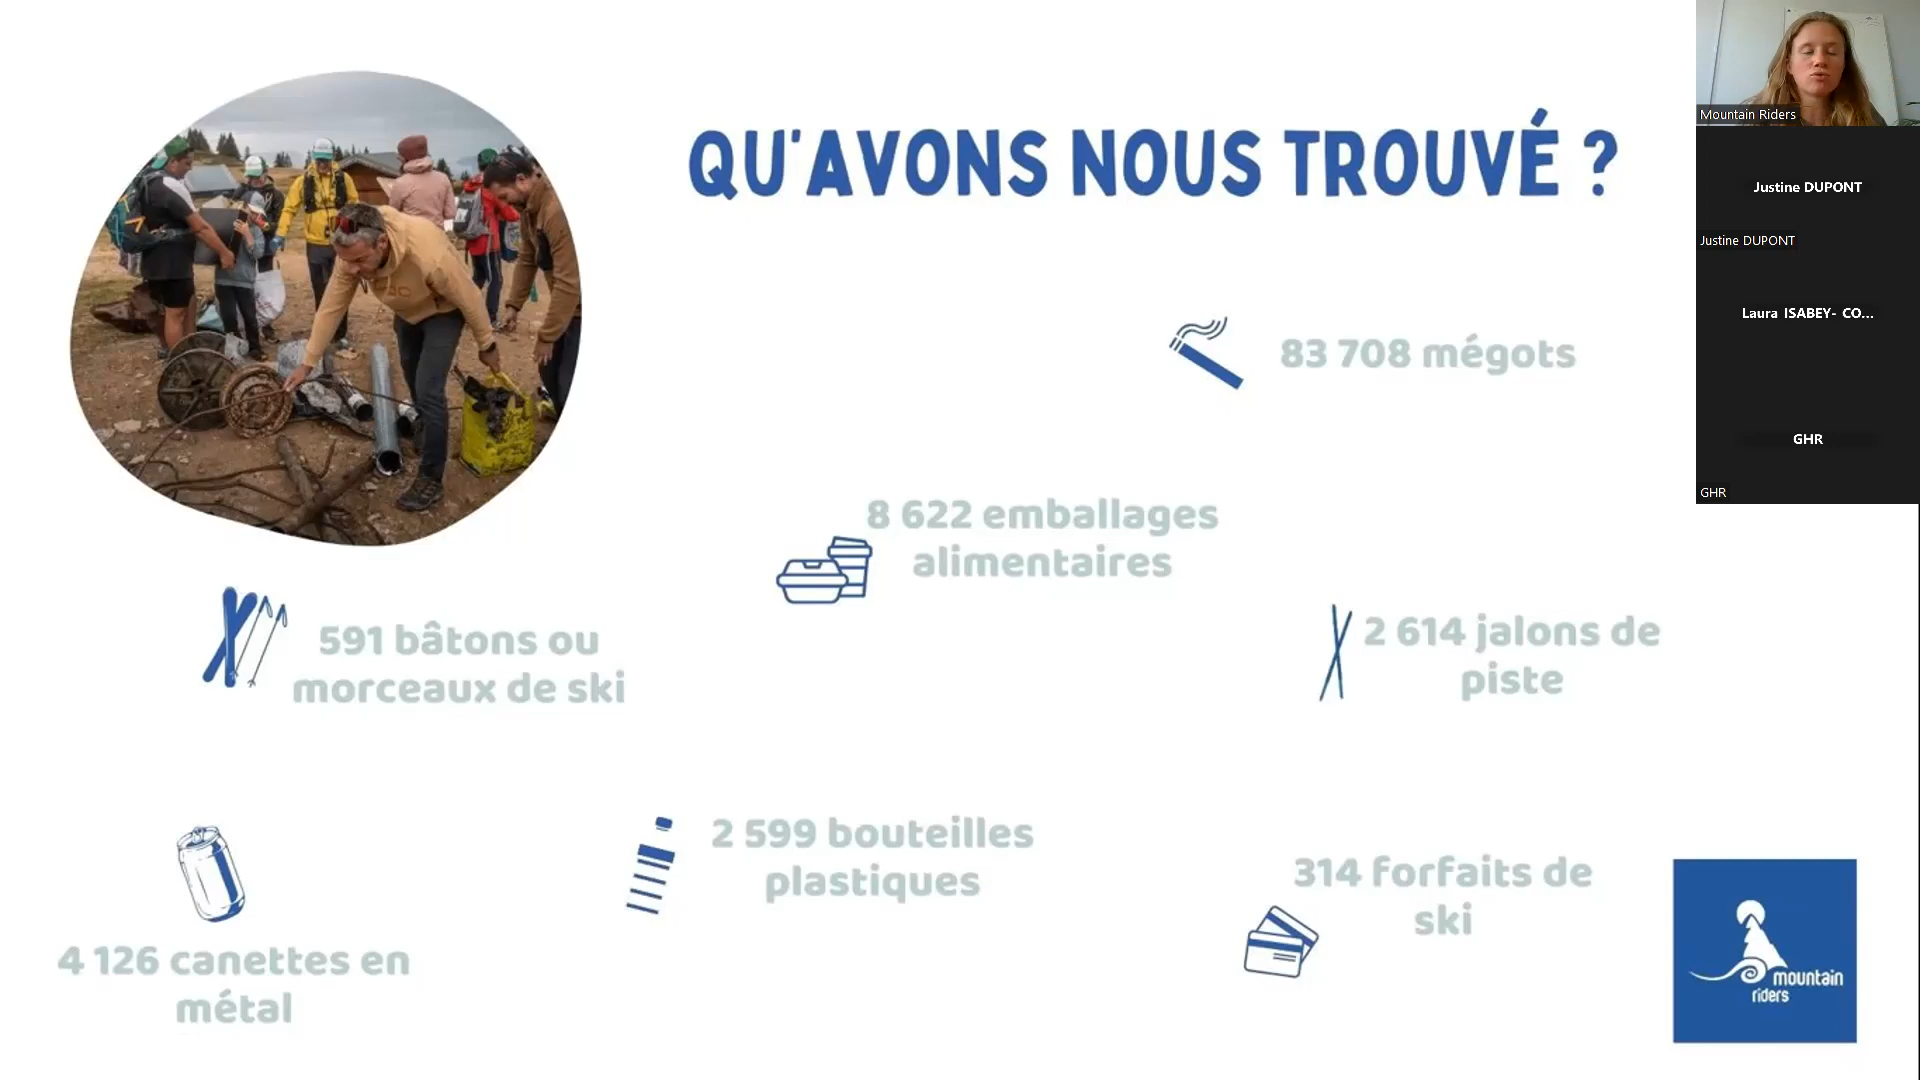 QU'AVONS NOUS TROUVÉ ?
83 708 mégots
8 622 emballages
alimentaires
591 bâtons ou
morceaux de ski
2 614 jalons de
piste
4 126 canettes en
métal
2 599 bouteilles
plastiques
314 forfaits de
ski
mountain
riders
Mountain Riders
Justine DUPONT
Justine DUPONT
Laura ISABEY- CO...
GHR
GHR